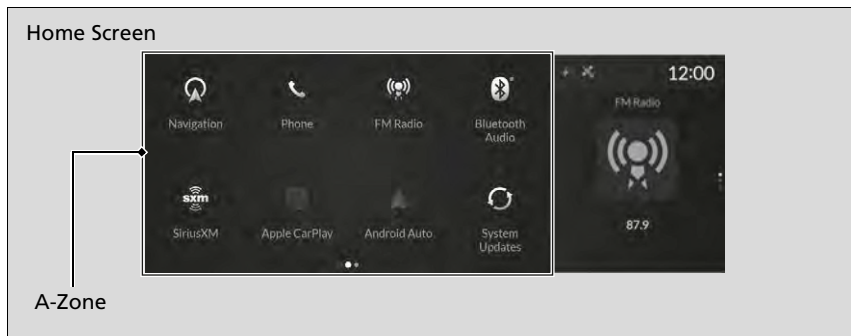 Home Screen
12:00
Navigation
Phone
FM Radio
Bluetooth
Audio
FM Radio
sxm
SiriusXM
Apple CarPlay
Android Auto
System
Updates
87.9
A-Zone